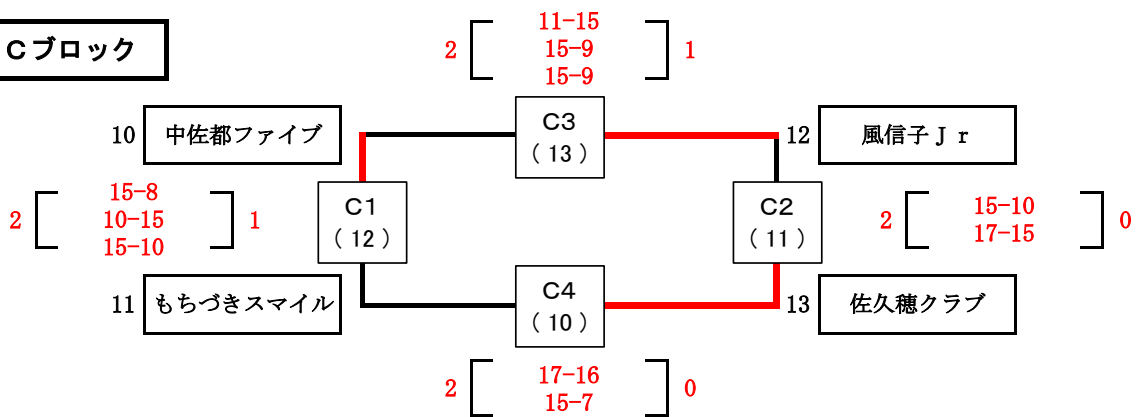 Cブロック
2 11-15 1
15-9
15-9
10 中佐都ファイブ
C3
(13)
12 風信子Ｊｒ
2 15-8 1
10-15
15-10
C1
(12)
C2
(11)
2 15-10 0
17-15
11 もちづきスマイル
C4
(10)
13 佐久穂クラブ
2 17-16 0
15-7